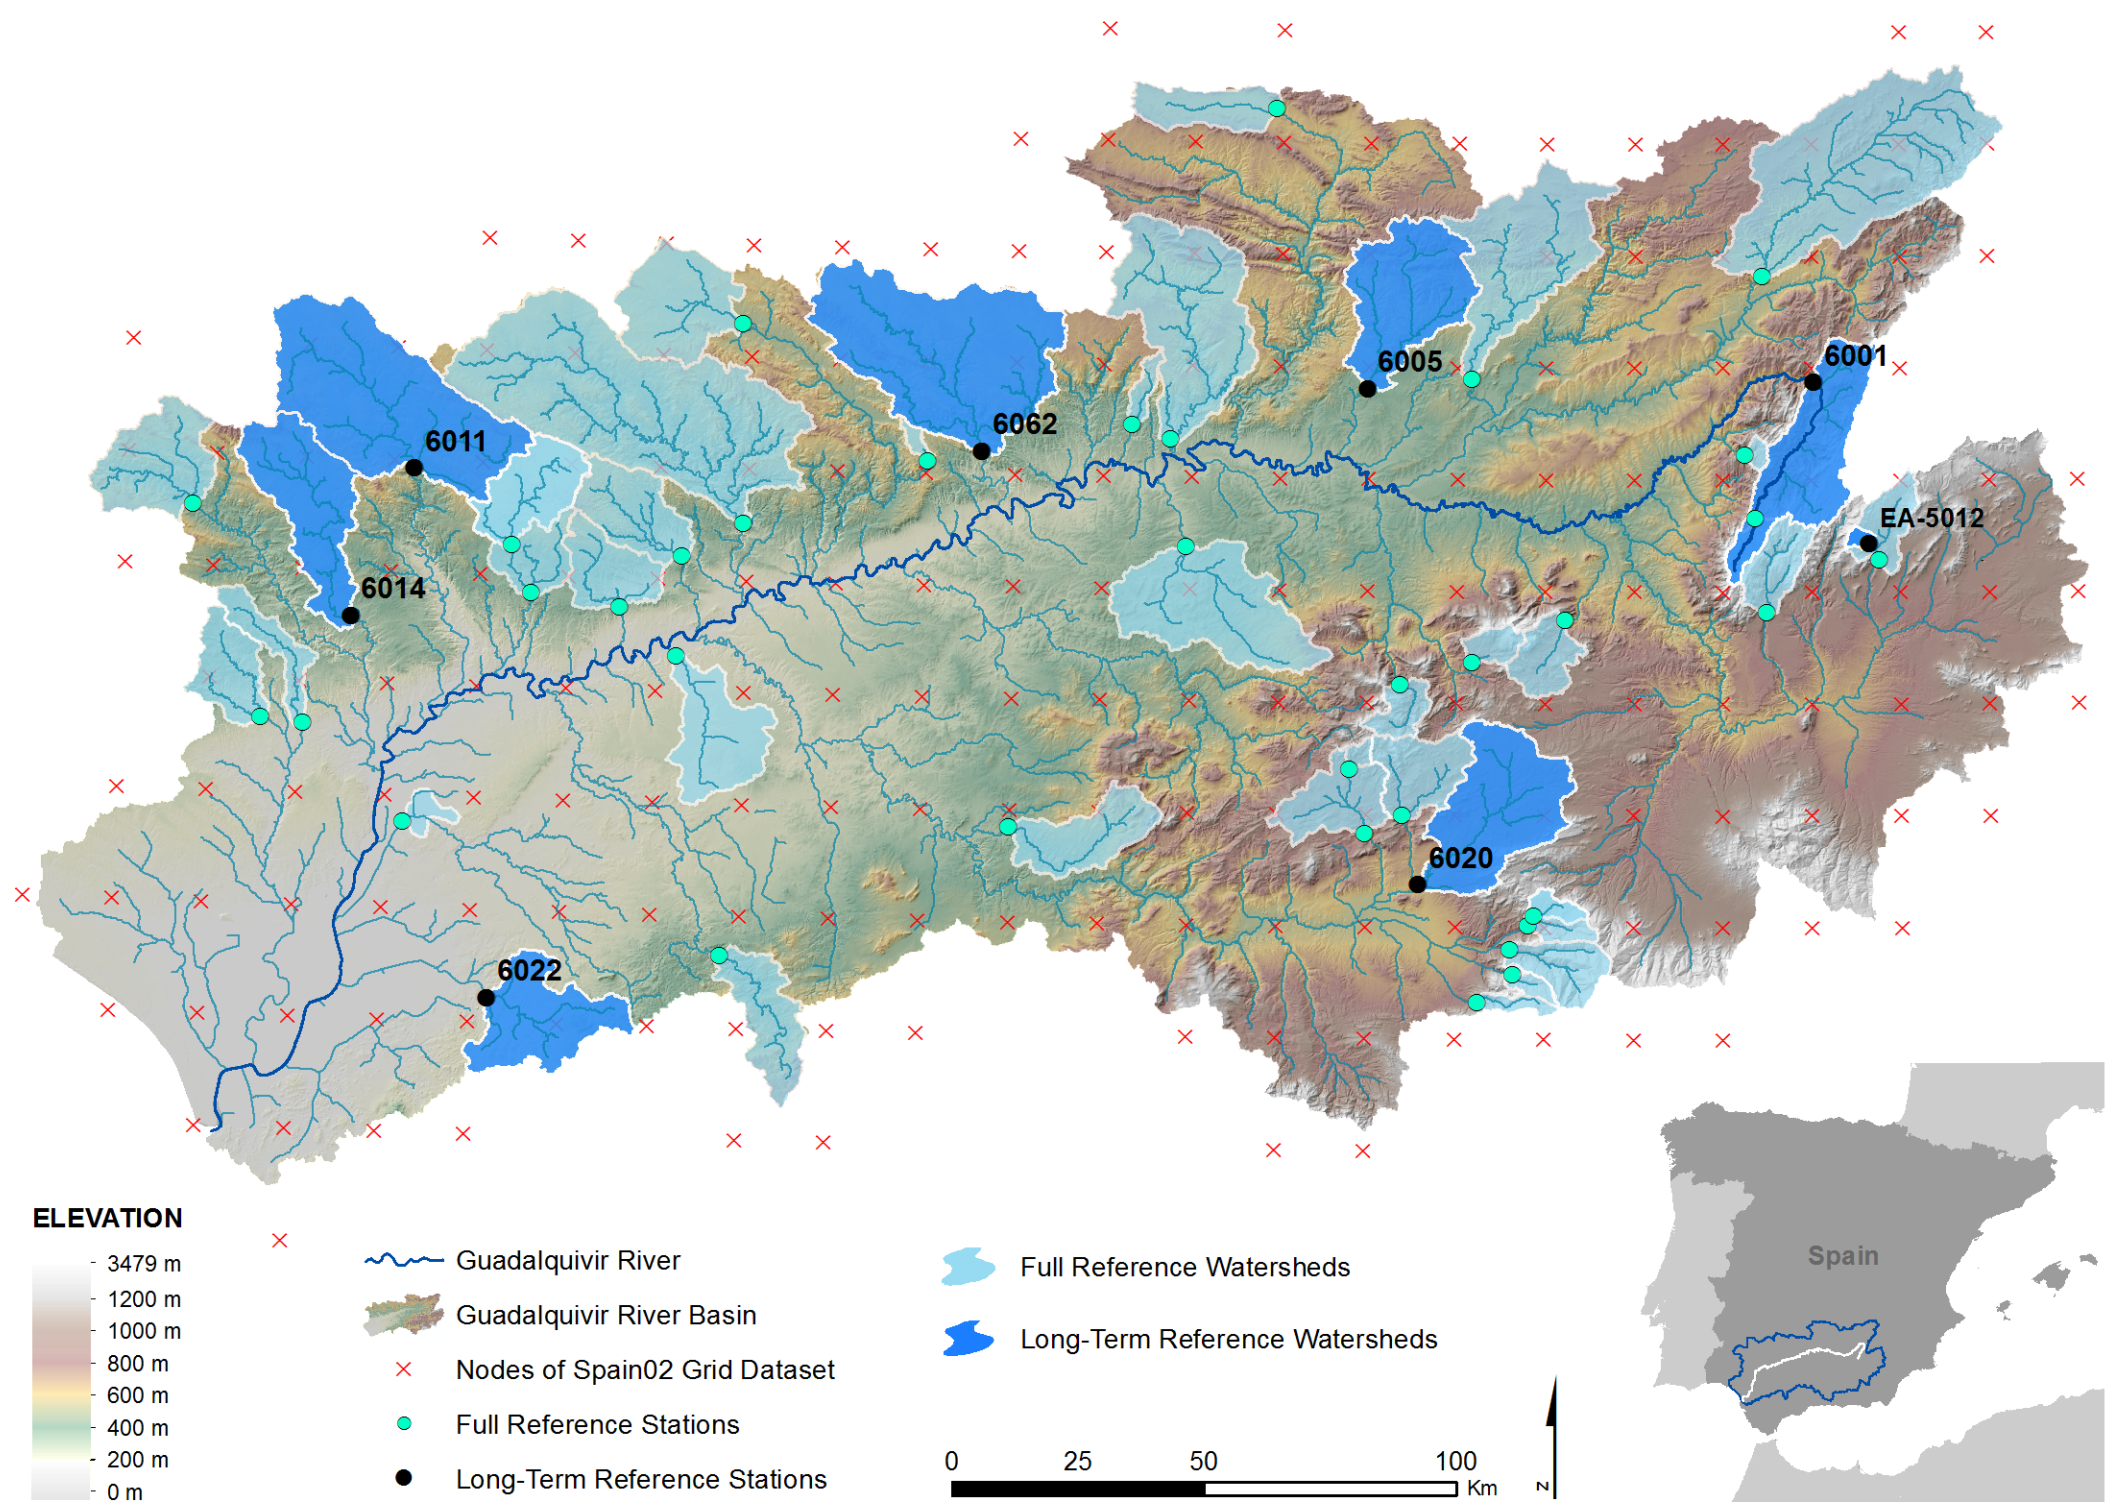 6001
6005
6062
6011
EA-5012
6014
6020
6022
ELEVATION
3479 m
1200 m
1000 m
800 m
600 m
400 m
200 m
0 m
Guadalquivir River
Guadalquivir River Basin
Nodes of Spain02 Grid Dataset
Full Reference Stations
Long-Term Reference Stations
Full Reference Watersheds
Long-Term Reference Watersheds
0 25 50 100
Km
N
Spain